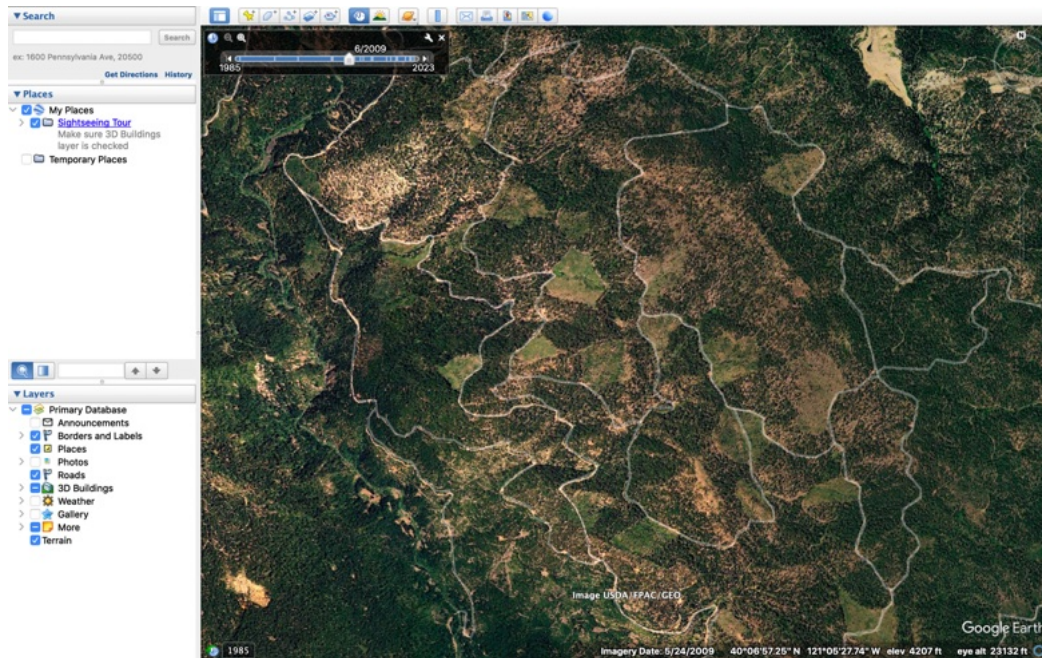 Search
Search
ex: 1600 Pennsylvania Ave, 20500
Get Directions History
Places
My Places
Sightseeing Tour
Make sure 3D Buildings
layer is checked
Temporary Places
Layers
Primary Database
Announcements
Borders and Labels
Places
Photos
Roads
3D Buildings
Weather
Gallery
More
Terrain
6/2009
1985 2023
N
Image USDA/FPAC/GEO
Google Earth
1985
Imagery Date: 5/24/2009 40°06'57.25" N 121°05'27.74" W elev 4207 ft eye alt 23132 ft